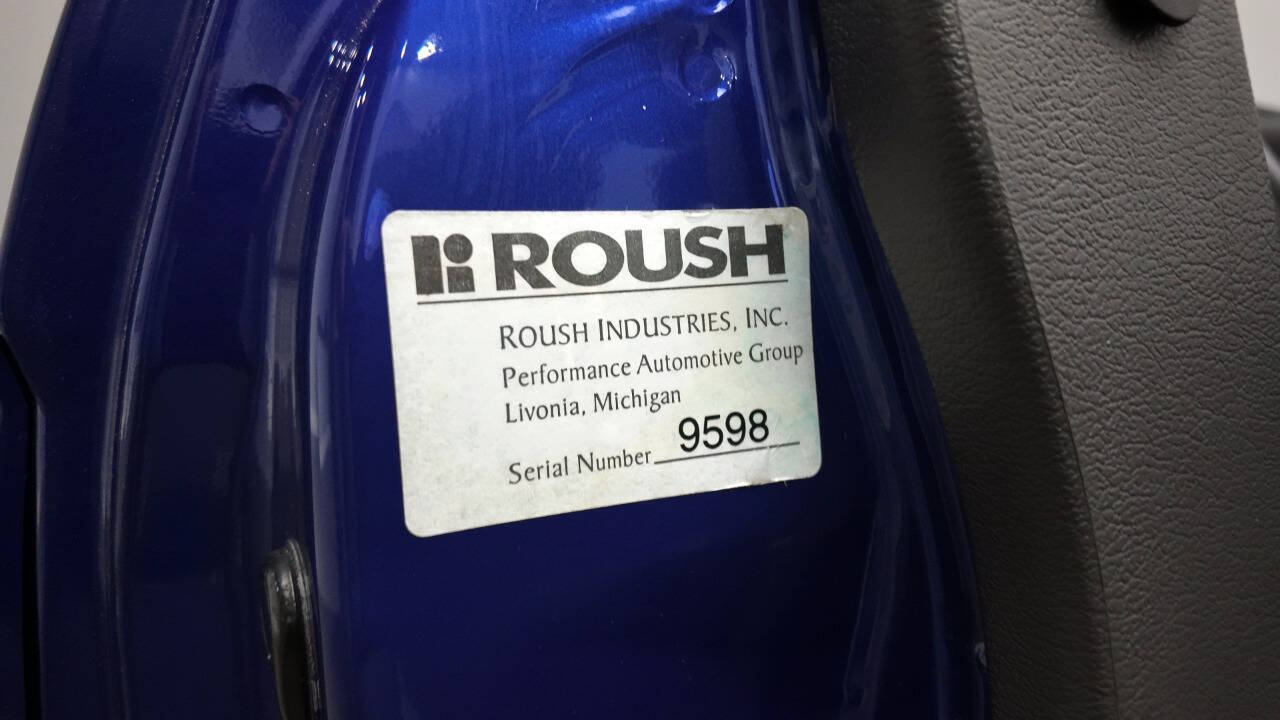 ROUSH
ROUSH INDUSTRIES, INC.
Performance Automotive Group
Livonia, Michigan
Serial Number 9598